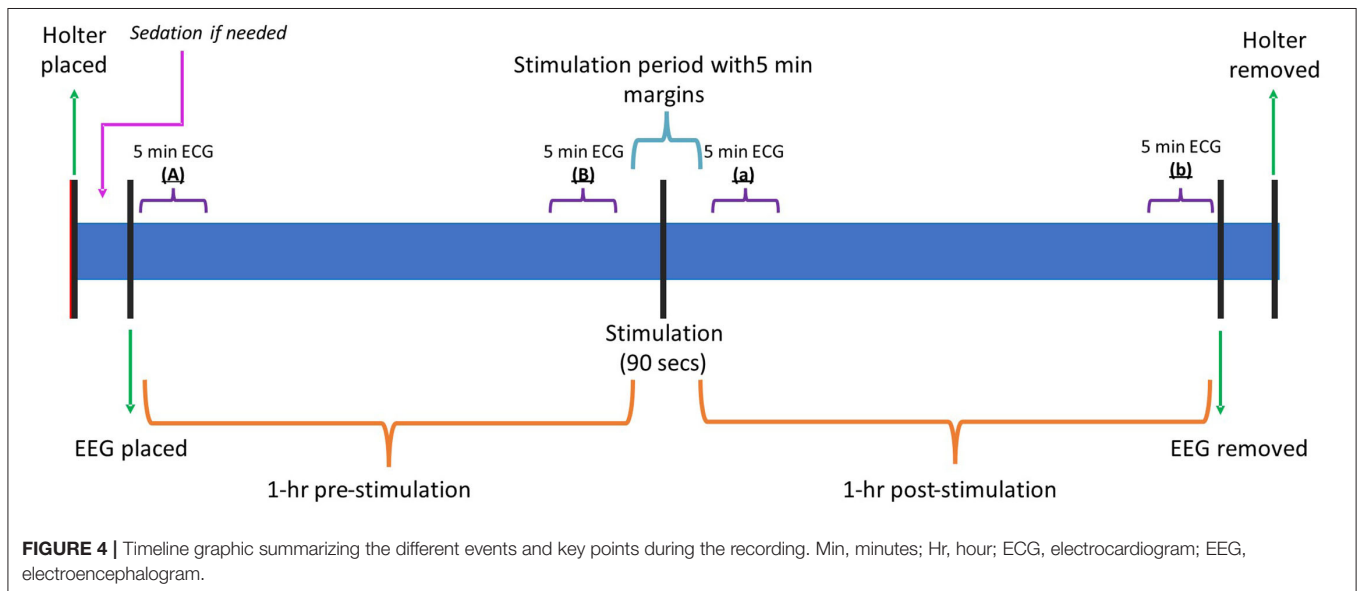 Holter
placed
Sedation if needed
Stimulation period with5 min
margins
Holter
removed
5 min ECG
(A)
5 min ECG
(B)
5 min ECG
(a)
5 min ECG
(b)
Stimulation
(90 secs)
EEG placed
EEG removed
1-hr pre-stimulation
1-hr post-stimulation
FIGURE 4 | Timeline graphic summarizing the different events and key points during the recording. Min, minutes; Hr, hour; ECG, electrocardiogram; EEG,
electroencephalogram.